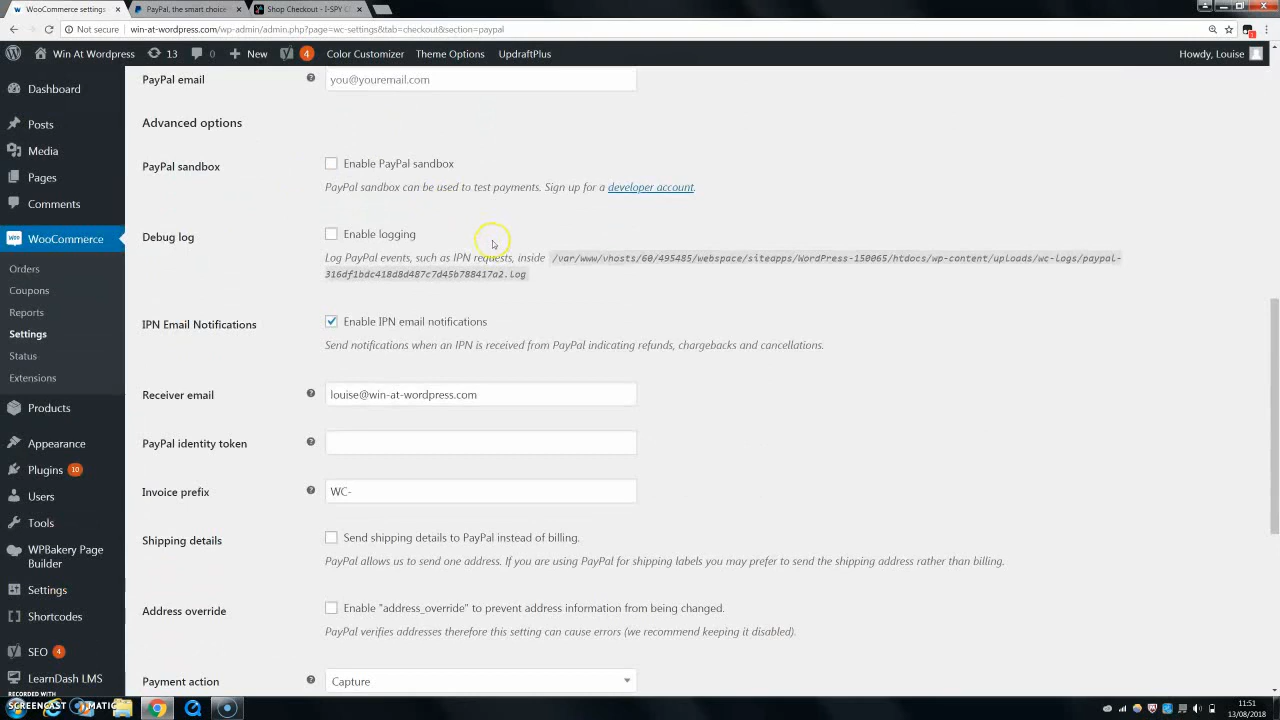 WooCommerce settings
PayPal, the smart choice
Shop Checkout - I-SPY
Not secure
win-at-wordpress.com/wp-admin/admin.php?page=wc-settings&tab=checkout&section=paypal
Win At Wordpress
13
0
New
4
Color Customizer
Theme Options
UpdraftPlus
Howdy, Louise
Dashboard
Posts
Media
Pages
Comments
WooCommerce
Orders
Coupons
Reports
Settings
Status
Extensions
Products
Appearance
Plugins 10
Users
Tools
WPBakery Page
Builder
Settings
Shortcodes
SEO 4
LearnDash LMS
PayPal email
you@youremail.com
Advanced options
PayPal sandbox
Enable PayPal sandbox
PayPal sandbox can be used to test payments. Sign up for a developer account.
Debug log
Enable logging
Log PayPal events, such as IPN requests, inside /var/www/vhosts/60/495485/webspace/siteapps/WordPress-150065/htdocs/wp-content/uploads/wc-logs/paypal-
316df1bdc418d8d487c7d45b788417a2.log
IPN Email Notifications
Enable IPN email notifications
Send notifications when an IPN is received from PayPal indicating refunds, chargebacks and cancellations.
Receiver email
louise@win-at-wordpress.com
PayPal identity token
Invoice prefix
WC-
Shipping details
Send shipping details to PayPal instead of billing.
PayPal allows us to send one address. If you are using PayPal for shipping labels you may prefer to send the shipping address rather than billing.
Address override
Enable "address_override" to prevent address information from being changed.
PayPal verifies addresses therefore this setting can cause errors (we recommend keeping it disabled).
Payment action
Capture
RECORDED WITH
SCREENCAST MATIC
11:51
13/08/2018